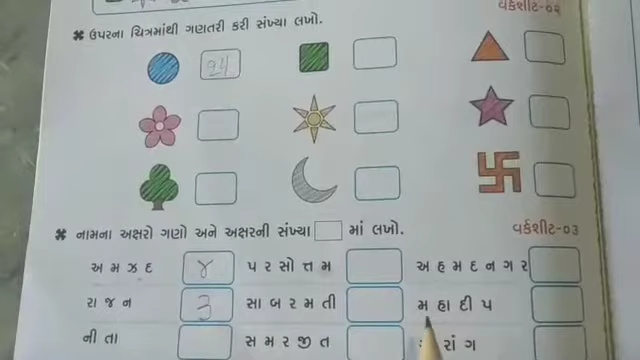 વર્કશીટ-૦૨
✱ ઉપરના ચિત્રમાંથી ગણતરી કરી સંખ્યા લખો.
✱ નામના અક્ષરો ગણો અને અક્ષરની સંખ્યા માં લખો. વર્કશીટ-૦૩
અ મ ઝ દ ૪ પ ર સો ત્ત મ અ હ મ દ ન ગ ર
રા જ ન ૩ સા બ ર મ તી મ હા દી પ
ની તા સ મ ર જી ત રાં ગ